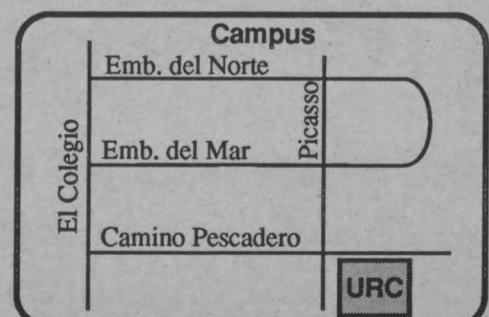 Campus
Emb. del Norte
Picasso
El Colegio
Emb. del Mar
Camino Pescadero
URC